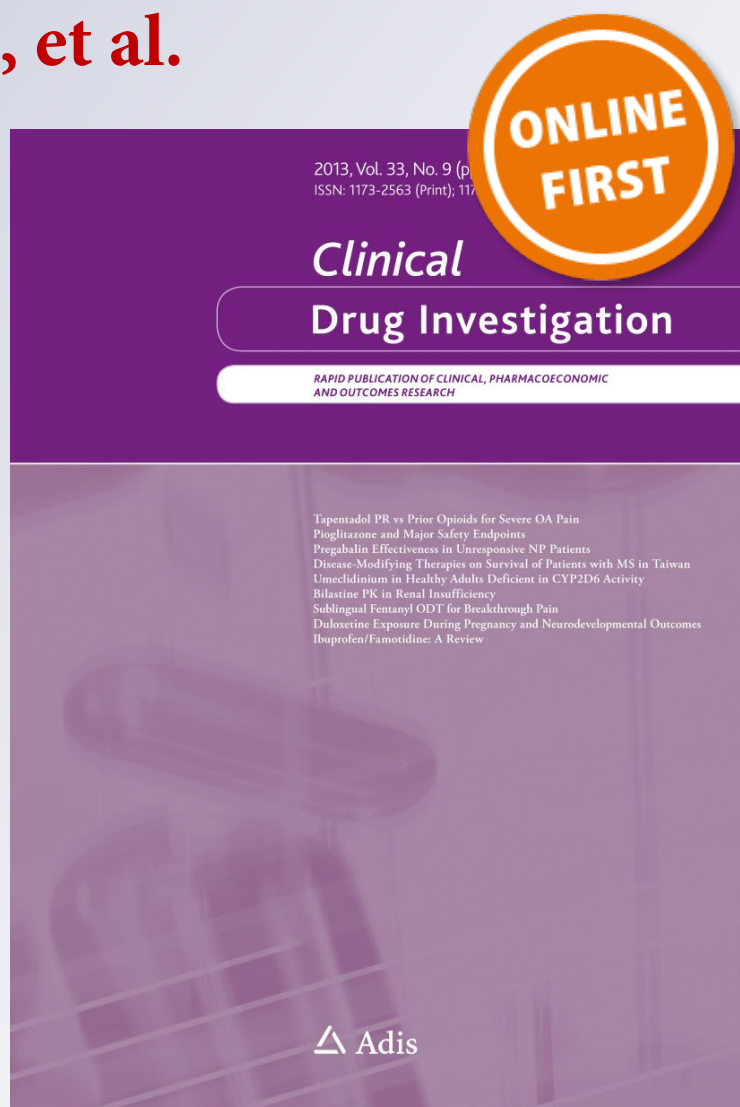 , et al.
ONLINE
FIRST
2013, Vol. 33, No. 9 (p
ISSN: 1173-2563 (Print); 117
Clinical
Drug Investigation
RAPID PUBLICATION OF CLINICAL, PHARMACOECONOMIC
AND OUTCOMES RESEARCH
Tapentadol PR vs Prior Opioids for Severe OA Pain
Pioglitazone and Major Safety Endpoints
Pregabalin Effectiveness in Unresponsive NP Patients
Disease-Modifying Therapies on Survival of Patients with MS in Taiwan
Umeclidinium in Healthy Adults Deficient in CYP2D6 Activity
Bilastine PK in Renal Insufficiency
Sublingual Fentanyl ODT for Breakthrough Pain
Duloxetine Exposure During Pregnancy and Neurodevelopmental Outcomes
Ibuprofen/Famotidine: A Review
Adis